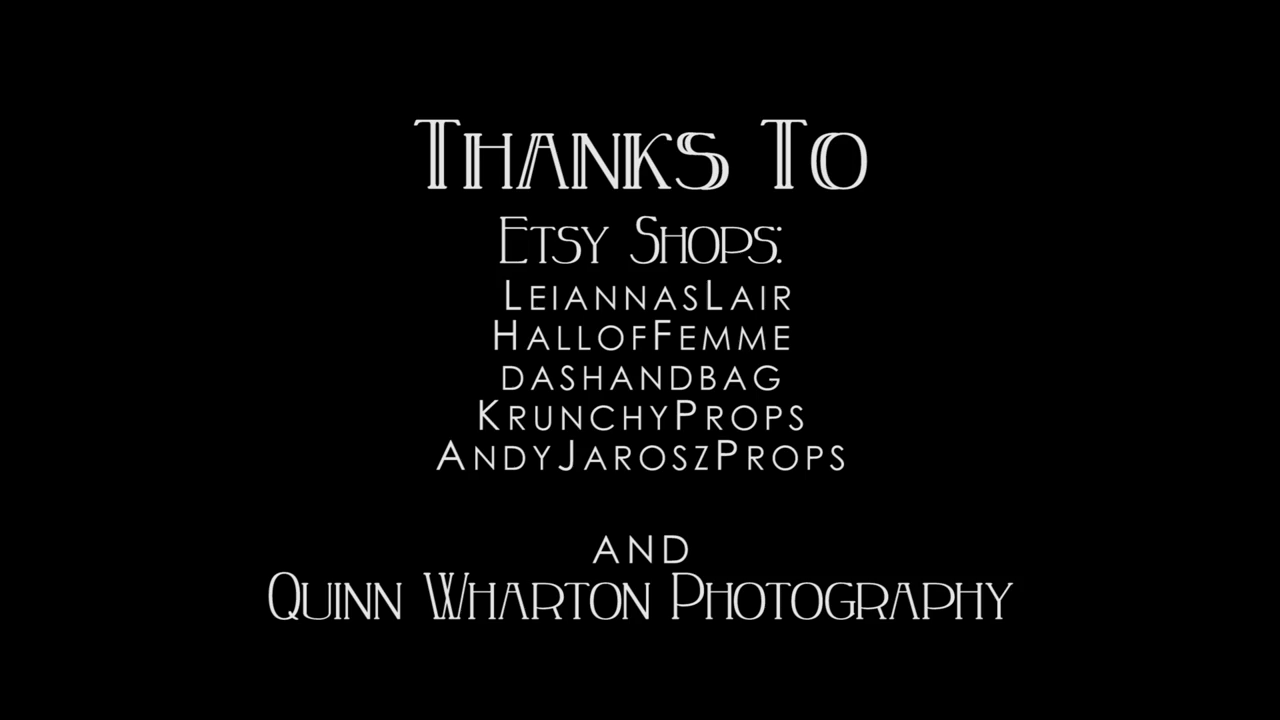 Thanks To
Etsy Shops:
LeiannasLair
HallofFemme
dashandbag
KrunchyProps
AndyJaroszProps
and
Quinn Wharton Photography